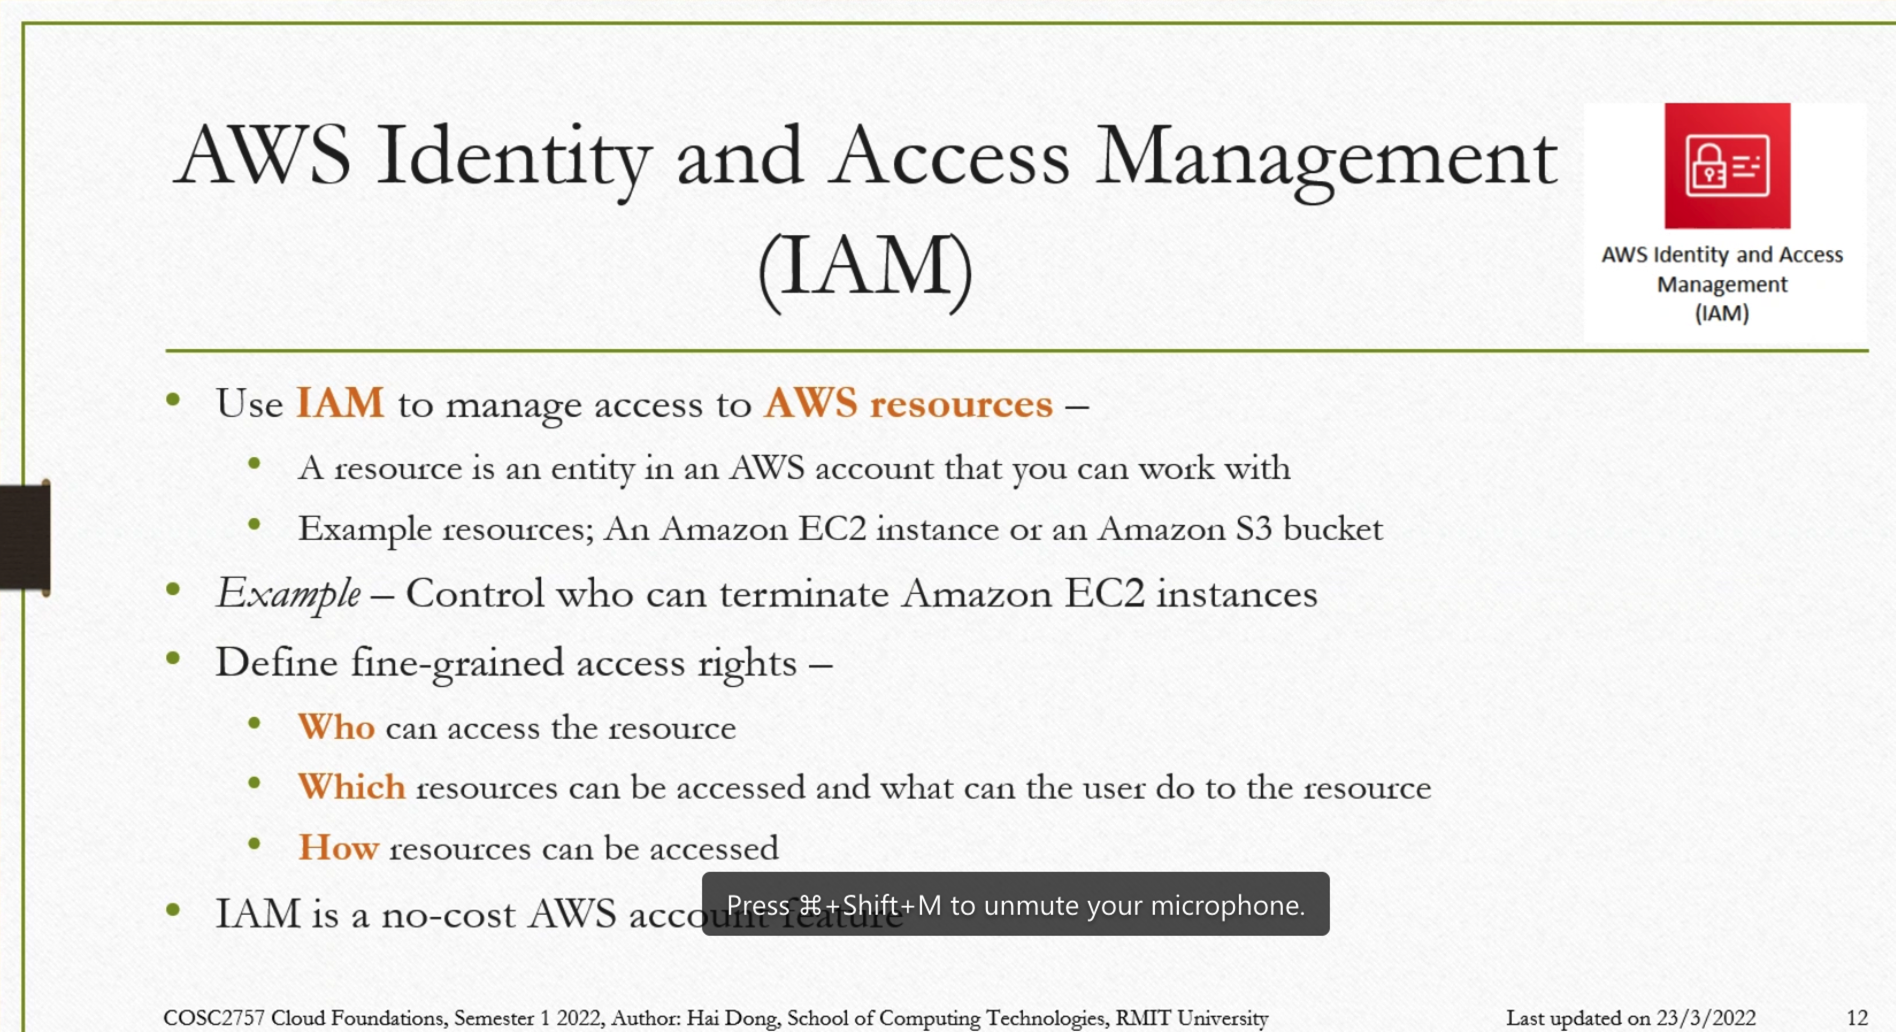 AWS Identity and Access Management
(IAM)
AWS Identity and Access
Management
(IAM)
• Use IAM to manage access to AWS resources –
• A resource is an entity in an AWS account that you can work with
• Example resources; An Amazon EC2 instance or an Amazon S3 bucket
• Example – Control who can terminate Amazon EC2 instances
• Define fine-grained access rights –
• Who can access the resource
• Which resources can be accessed and what can the user do to the resource
• How resources can be accessed
• IAM is a no-cost AWS account feature
Press ⌘+Shift+M to unmute your microphone.
COSC2757 Cloud Foundations, Semester 1 2022, Author: Hai Dong, School of Computing Technologies, RMIT University
Last updated on 23/3/2022
12